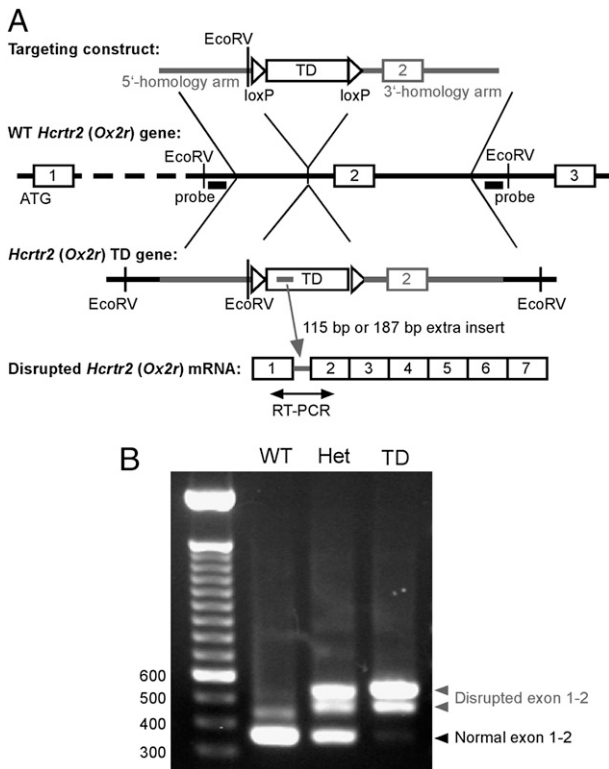 A
Targeting construct:
EcoRV
TD
2
5'-homology arm
loxP
loxP
3'-homology arm
WT Hcrtr2 (Ox2r) gene:
EcoRV
EcoRV
1
2
3
ATG
probe
probe
Hcrtr2 (Ox2r) TD gene:
TD
2
EcoRV
EcoRV
EcoRV
115 bp or 187 bp extra insert
Disrupted Hcrtr2 (Ox2r) mRNA:
1 2 3 4 5 6 7
RT-PCR
B
WT Het TD
600
500
400
300
Disrupted exon 1-2
Normal exon 1-2